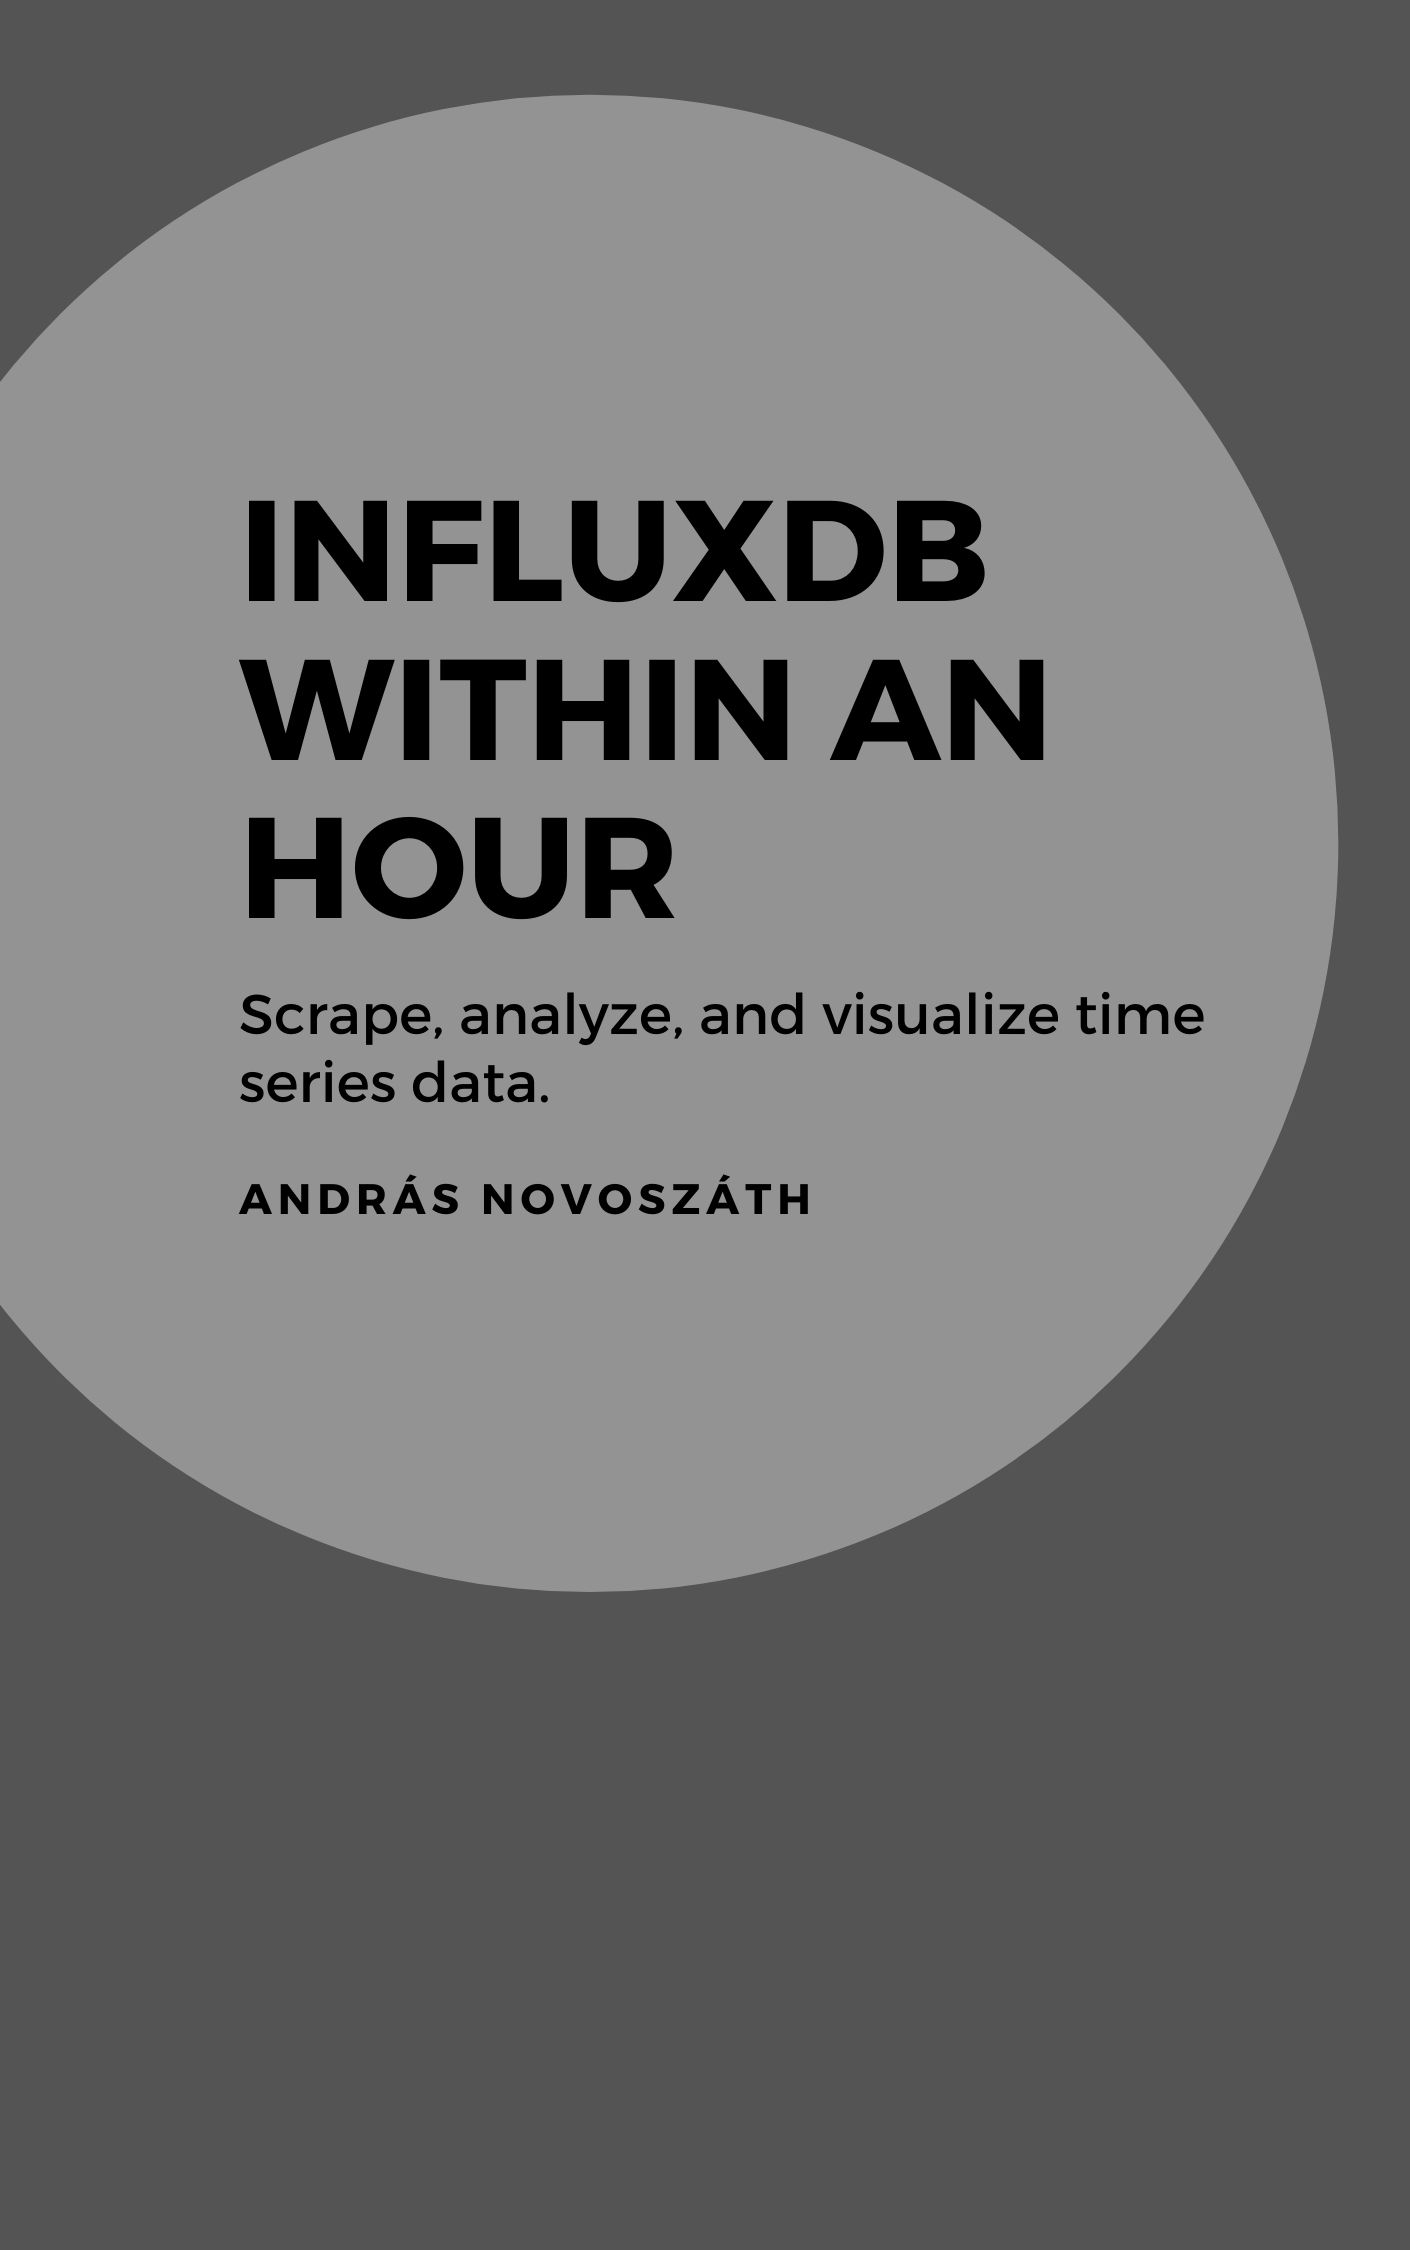 INFLUXDB
WITHIN AN
HOUR
Scrape, analyze, and visualize time
series data.
ANDRÁS NOVOSZÁTH